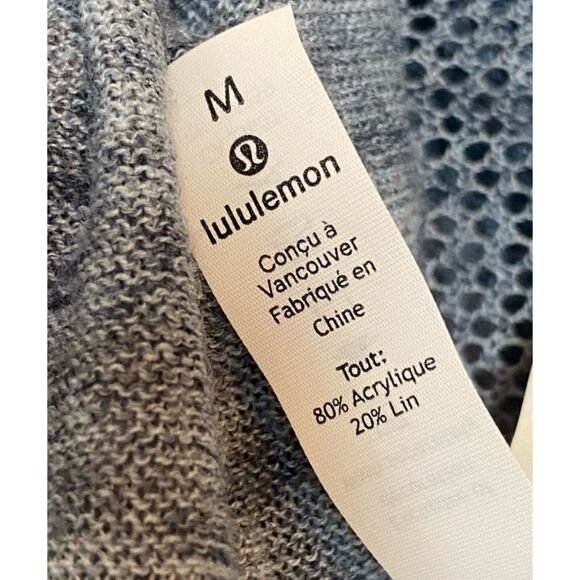 M
lululemon
Conçu à
Vancouver
Fabriqué en
Chine
Tout:
80% Acrylique
20% Lin